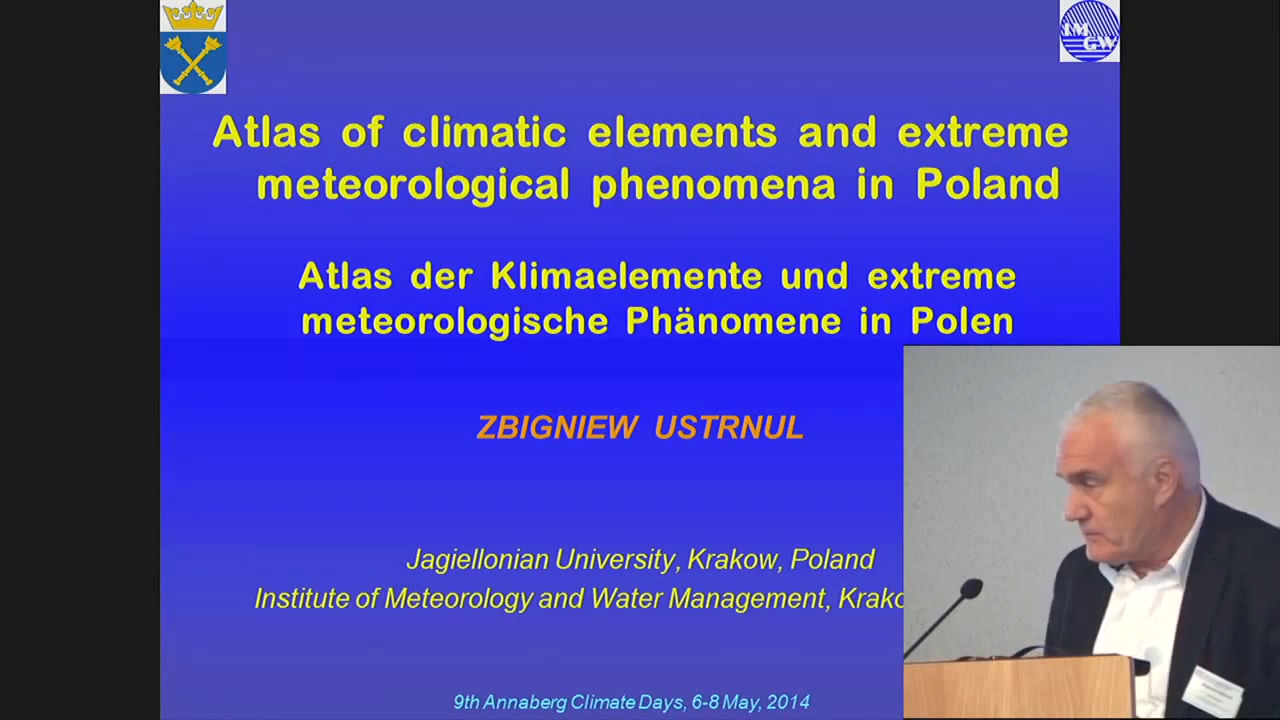 IM
GW
Atlas of climatic elements and extreme
meteorological phenomena in Poland
Atlas der Klimaelemente und extreme
meteorologische Phänomene in Polen
ZBIGNIEW USTRNUL
Jagiellonian University, Krakow, Poland
Institute of Meteorology and Water Management,
9th Annaberg Climate Days, 6-8 May, 2014